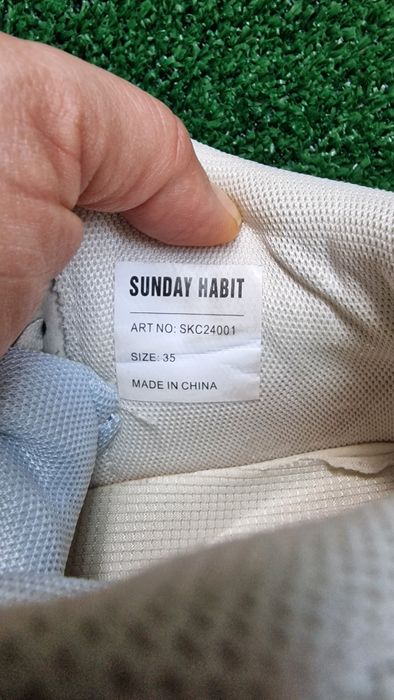 SUNDAY HABIT
ART NO: SKC24001
SIZE: 35
MADE IN CHINA